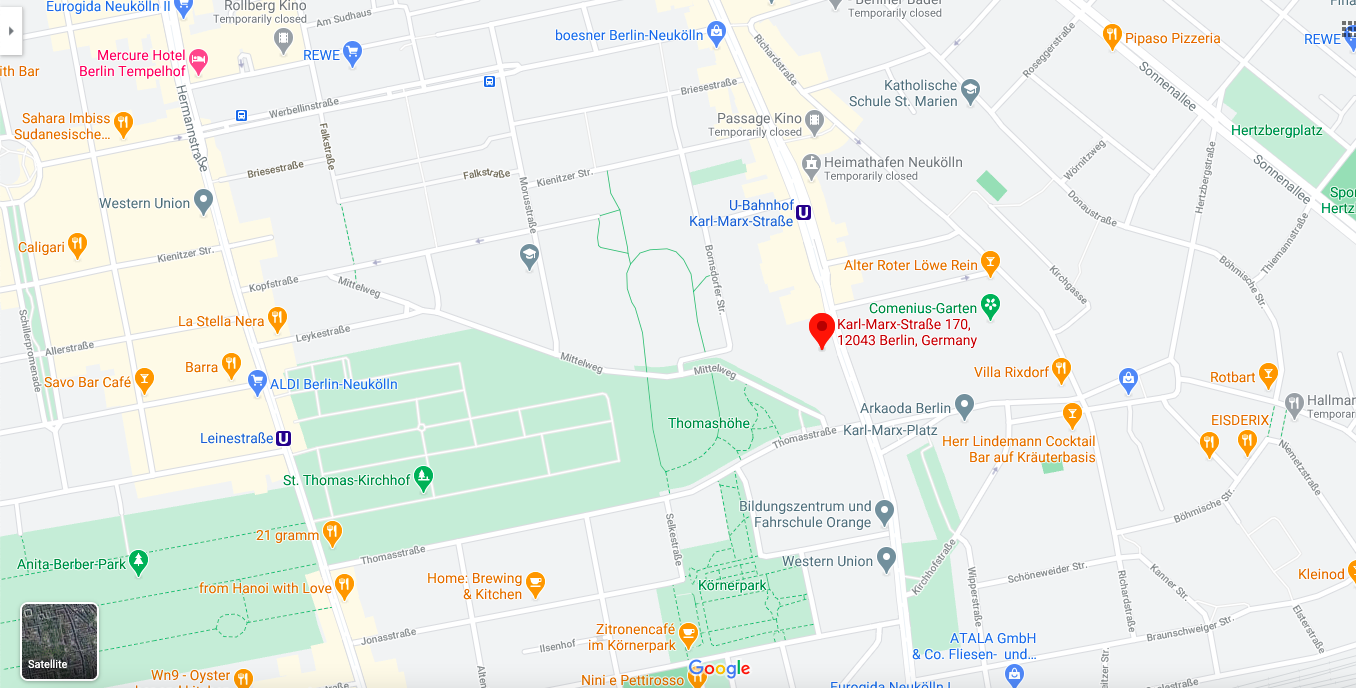 Eurogida Neukölln II
Rollberg Kino
Temporarily closed
Am Sudhaus
Berliner Bäder
Temporarily closed
boesner Berlin-Neukölln
Richardstraße
Pipaso Pizzeria
REWE
Mercure Hotel
Berlin Tempelhof
REWE
ith Bar
Roseggerstraße
Sonnenallee
Hermannstraße
Briesestraße
Katholische
Schule St. Marien
Werbellinstraße
Sahara Imbiss
Sudanesische...
Passage Kino
Temporarily closed
Hertzbergplatz
Falkstraße
Wörnitzweg
Heimathafen Neukölln
Temporarily closed
Briesestraße
Falkstraße
Kienitzer Str.
Sonnenallee
Hertzbergstraße
Spor
Hertz
Western Union
Morusstraße
U-Bahnhof
Karl-Marx-Straße
Donaustraße
Caligari
Kienitzer Str.
Thiemannstraße
Böhmische Str.
Alter Roter Löwe Rein
Kirchgasse
Bornsdorfer Str.
Kopfstraße
Mittelweg
Schillerpromenade
La Stella Nera
Comenius-Garten
Karl-Marx-Straße 170,
12043 Berlin, Germany
Leykestraße
Allerstraße
Mittelweg
Mittelweg
Barra
Savo Bar Café
ALDI Berlin-Neukölln
Villa Rixdorf
Rotbart
Hallmar
Temporar
Arkaoda Berlin
Karl-Marx-Platz
Thomashöhe
Thomasstraße
EISDERIX
Leinestraße
Herr Lindemann Cocktail
Bar auf Kräuterbasis
Niemetzstraße
St. Thomas-Kirchhof
Böhmische Str.
Bildungszentrum und
Fahrschule Orange
21 gramm
Selkestraße
Thomasstraße
Anita-Berber-Park
Western Union
Kirchhofstraße
Wipperstraße
Schöneweider Str.
Richardstraße
Kanner Str.
Kleinod
from Hanoi with Love
Home: Brewing
& Kitchen
Körnerpark
Elsterstraße
Jonasstraße
Zitronencafé
im Körnerpark
Ilsenhof
Braunschweiger Str.
ATALA GmbH
& Co. Fliesen- und...
Satellite
Kienitzer Str.
Wn9 - Oyster
Google
Nini e Pettirosso
Eurogida Neukölln I